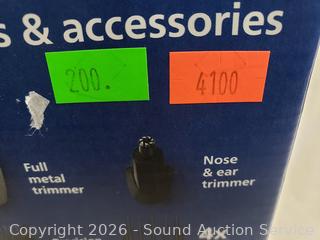 s & accessories
200.
4100
Full
metal
trimmer
Nose
& ear
trimmer
4x
Copyright 2026 - Sound Auction Service